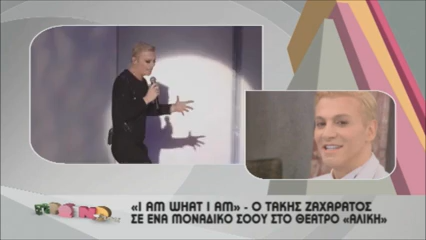 «I AM WHAT I AM» - Ο ΤΑΚΗΣ ΖΑΧΑΡΑΤΟΣ
ΣΕ ΕΝΑ ΜΟΝΑΔΙΚΟ ΣΟΟΥ ΣΤΟ ΘΕΑΤΡΟ «ΑΛΙΚΗ»